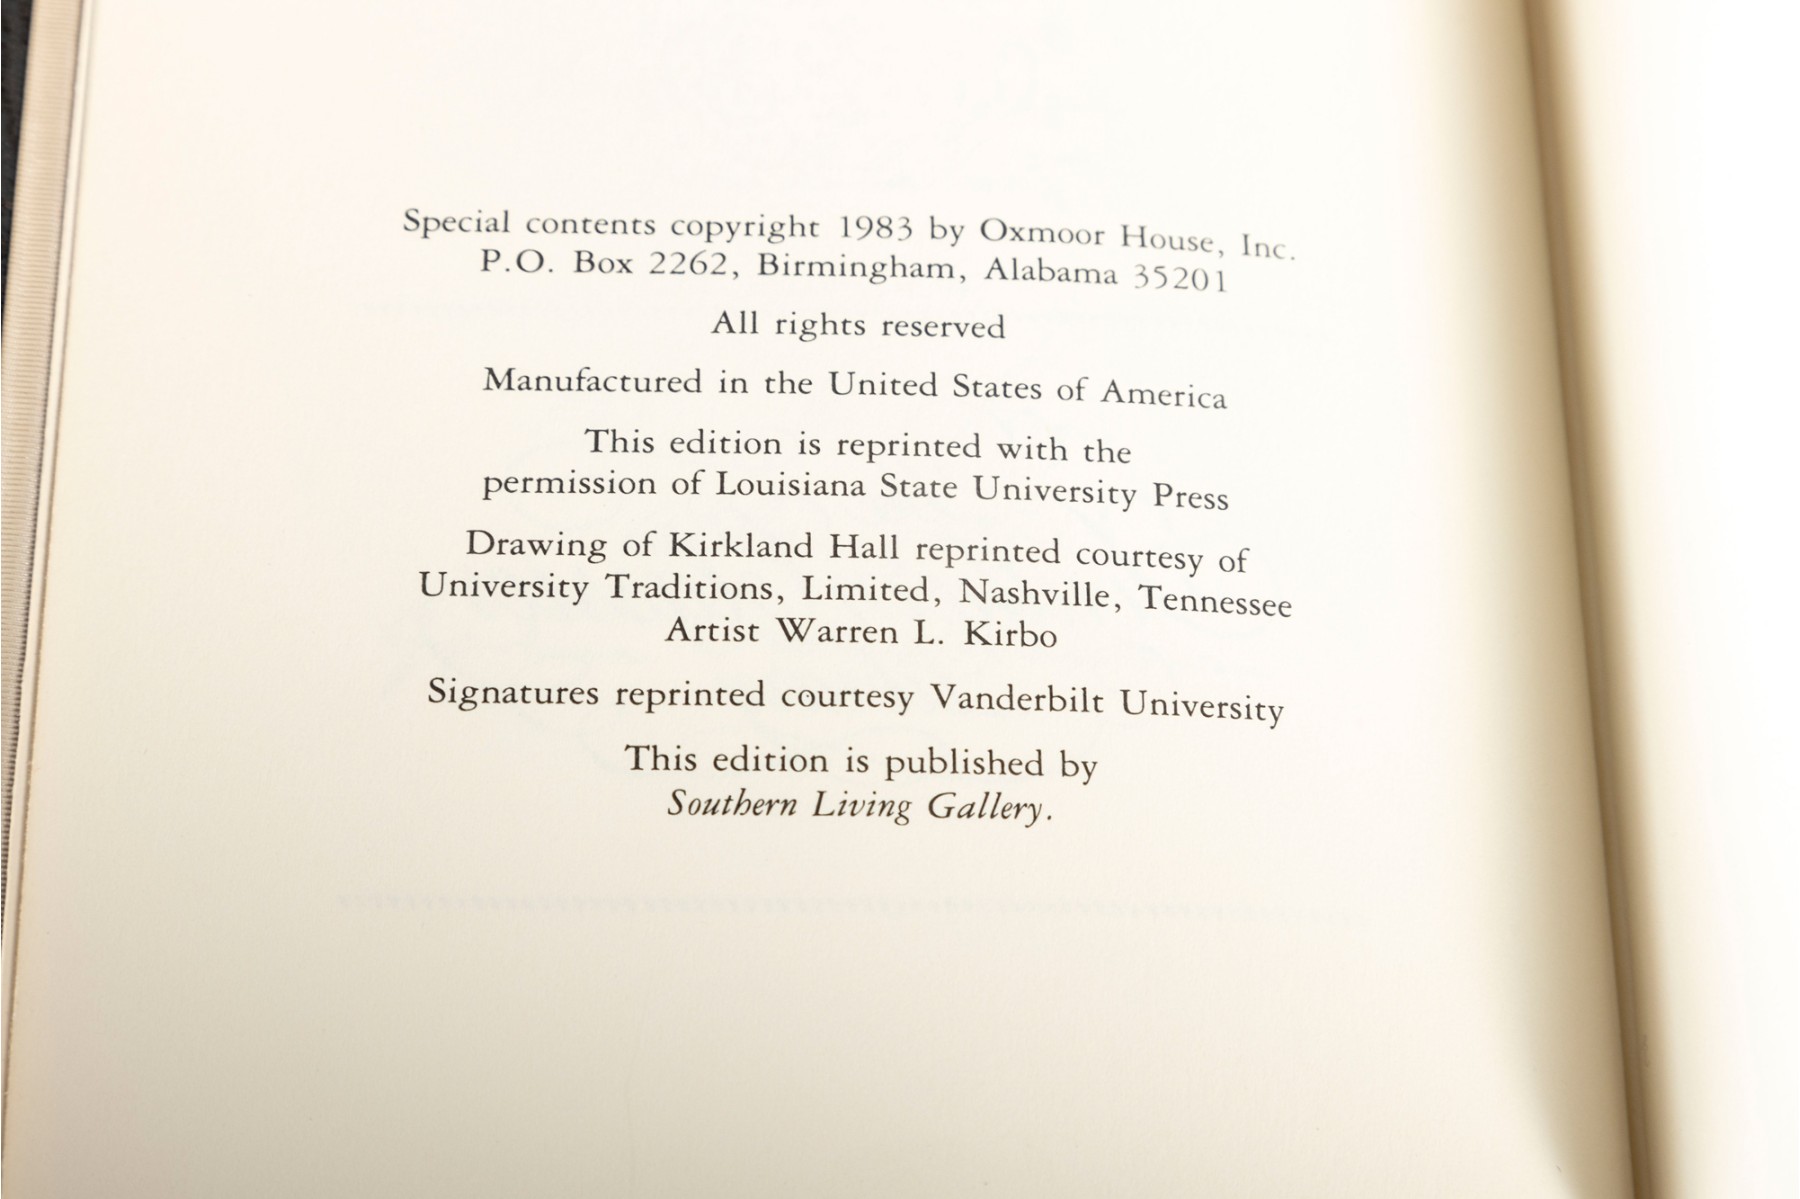 Special contents copyright 1983 by Oxmoor House, Inc.
P.O. Box 2262, Birmingham, Alabama 35201
All rights reserved
Manufactured in the United States of America
This edition is reprinted with the
permission of Louisiana State University Press
Drawing of Kirkland Hall reprinted courtesy of
University Traditions, Limited, Nashville, Tennessee
Artist Warren L. Kirbo
Signatures reprinted courtesy Vanderbilt University
This edition is published by
Southern Living Gallery.